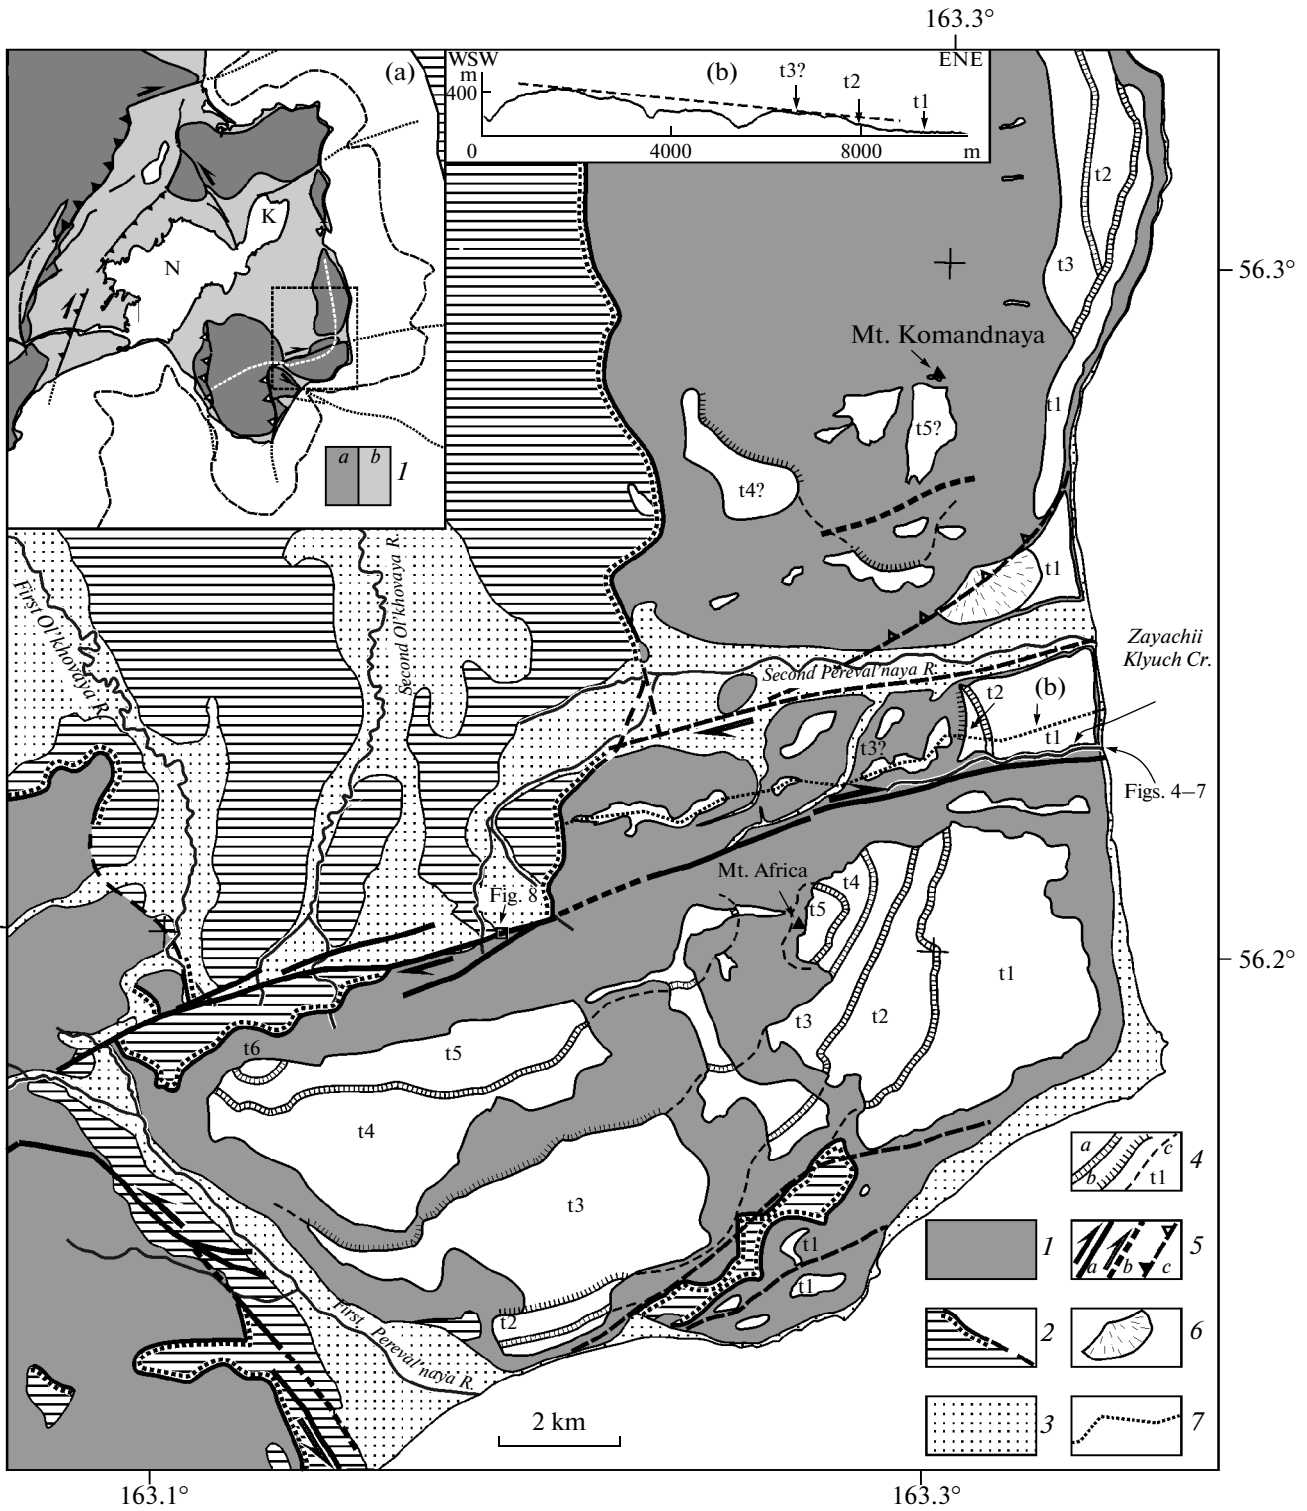 163.3°
(a)
WSW
m
400
(b)
t3?
t2
t1
ENE
0
4000
8000
m
K
N
a
b
1
t2
t3
56.3°
Mt. Komandnaya
t1
t5?
t4?
First Ol'khovaya R.
Second Ol'khovaya R.
t1
Zayachii
Klyuch Cr.
Second Pereval'naya R.
t2
(b)
t1
t3?
Figs. 4–7
Mt. Africa
Fig. 8
t4
t5
t1
56.2°
t3
t2
t6
t5
t4
t3
t1
t1
t2
First Pereval'naya R.
2 km
a
b
c
t1
4
1
a
b
c
5
2
6
3
7
163.1°
163.3°